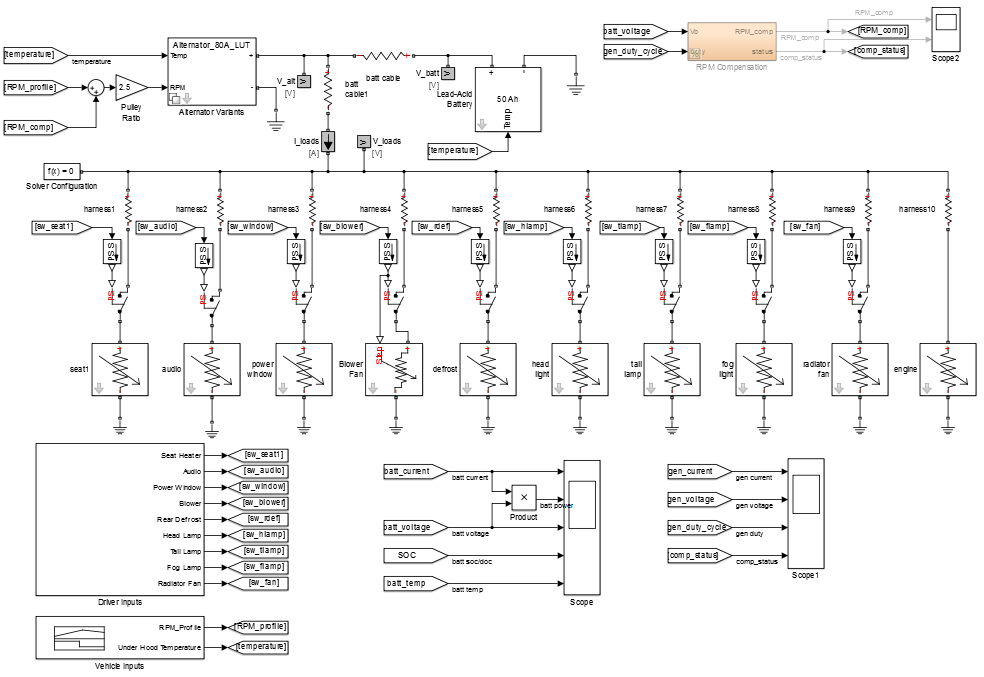 [temperature]
temperature
[RPM_profile]
[RPM_comp]
2.5
Pulley
Ratio
Alternator_80A_LUT
Temp
RPM
+
-
Alternator Variants
V_alt
V
[V]
batt
cable1
batt cable
V_batt
V
[V]
Lead-Acid
Battery
+
-
50 Ah
Temp
[temperature]
I_loads
[A]
V
V_loads
[V]
batt_voltage
gen_duty_cycle
Vb
Duty
RPM_comp
status
RPM Compensation
RPM_comp
RPM_comp
comp_status
[RPM_comp]
[comp_status]
Scope2
f(x) = 0
Solver Configuration
harness1
harness2
harness3
harness4
harness5
harness6
harness7
harness8
harness9
harness10
[sw_seat1]
[sw_audio]
[sw_window]
[sw_blower]
[sw_rdef]
[sw_hlamp]
[sw_tlamp]
[sw_flamp]
[sw_fan]
seat1
audio
power
window
Blower
Fan
defrost
head
light
tail
lamp
fog
light
radiator
fan
engine
Seat Heater
[sw_seat1]
Audio
[sw_audio]
Power Window
[sw_window]
Blower
[sw_blower]
Rear Defrost
[sw_rdef]
Head Lamp
[sw_hlamp]
Tail Lamp
[sw_tlamp]
Fog Lamp
[sw_flamp]
Radiator Fan
[sw_fan]
Driver Inputs
RPM_Profile
[RPM_profile]
Under Hood Temperature
[temperature]
Vehicle Inputs
batt_current
batt current
×
Product
batt power
batt_voltage
batt voltage
SOC
batt soc/doc
batt_temp
batt temp
Scope
gen_current
gen current
gen_voltage
gen voltage
gen_duty_cycle
gen duty
[comp_status]
comp_status
Scope1